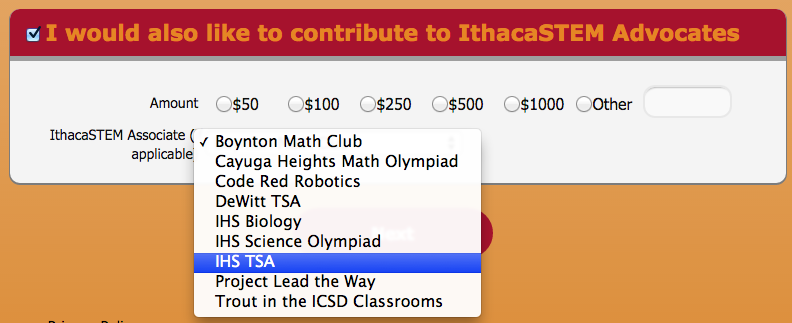 I would also like to contribute to IthacaSTEM Advocates
Amount $50 $100 $250 $500 $1000 Other
IthacaSTEM Associate (
applicable
✓ Boynton Math Club
Cayuga Heights Math Olympiad
Code Red Robotics
DeWitt TSA
IHS Biology
IHS Science Olympiad
IHS TSA
Project Lead the Way
Trout in the ICSD Classrooms